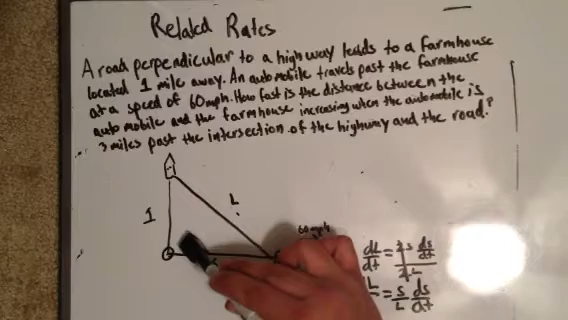 Related Rates
A road perpendicular to a highway leads to a farmhouse
located 1 mile away. An automobile travels past the farmhouse
at a speed of 60mph. How fast is the distance between the
automobile and the farmhouse increasing when the automobile is
3 miles past the intersection of the highway and the road?
L
1
60mph
dL/dt = 2s ds/dt / 2L
= s/L ds/dt